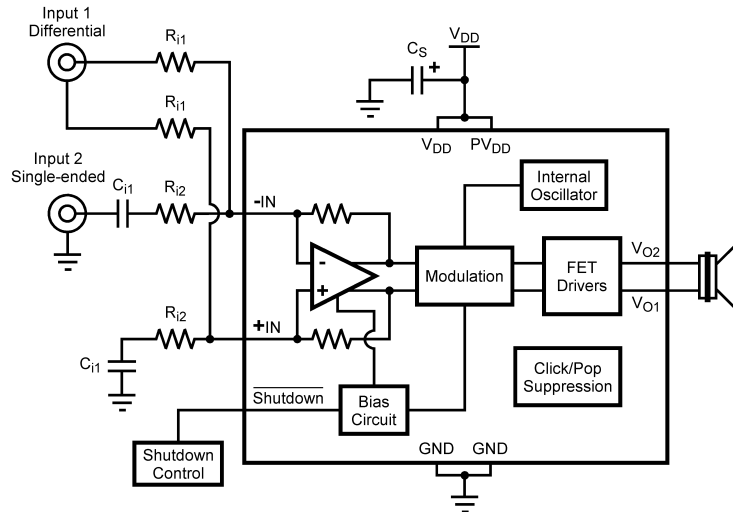 Input 1
Differential
Ri1
Ri1
CS
+
VDD
VDD
PVDD
Input 2
Single-ended
Ci1
Ri2
-IN
Internal
Oscillator
-
+
Modulation
FET
Drivers
VO2
VO1
Ri2
+IN
Ci1
Click/Pop
Suppression
Shutdown
Bias
Circuit
Shutdown
Control
GND
GND